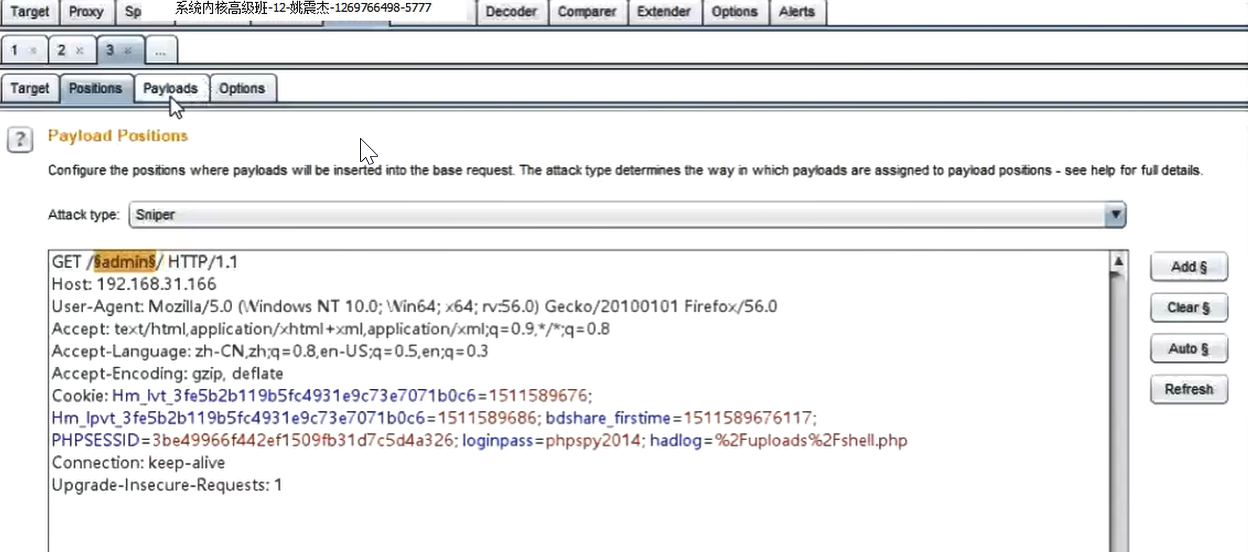 Target Proxy Sp 系统内核高级班-12-姚震杰-1269766498-5777 Decoder Comparer Extender Options Alerts
1 × 2 × 3 × ...
Target Positions Payloads Options
? Payload Positions
Configure the positions where payloads will be inserted into the base request. The attack type determines the way in which payloads are assigned to payload positions - see help for full details.
Attack type: Sniper
GET /§admin§/ HTTP/1.1
Host: 192.168.31.166
User-Agent: Mozilla/5.0 (Windows NT 10.0; Win64; x64; rv:56.0) Gecko/20100101 Firefox/56.0
Accept: text/html,application/xhtml+xml,application/xml;q=0.9,*/*;q=0.8
Accept-Language: zh-CN,zh;q=0.8,en-US;q=0.5,en;q=0.3
Accept-Encoding: gzip, deflate
Cookie: Hm_lvt_3fe5b2b119b5fc4931e9c73e7071b0c6=1511589676;
Hm_lpvt_3fe5b2b119b5fc4931e9c73e7071b0c6=1511589686; bdshare_firstime=1511589676117;
PHPSESSID=3be49966f442ef1509fb31d7c5d4a326; loginpass=phpspy2014; hadlog=%2Fuploads%2Fshell.php
Connection: keep-alive
Upgrade-Insecure-Requests: 1
Add §
Clear §
Auto §
Refresh